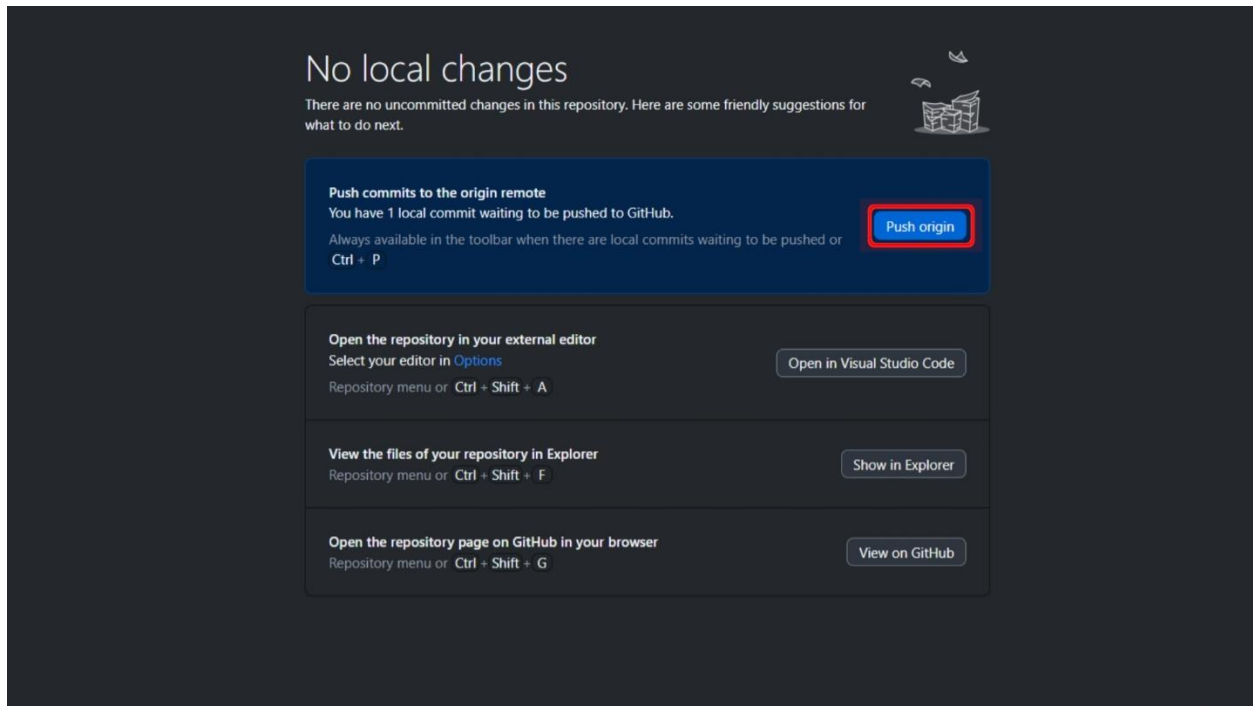 No local changes
There are no uncommitted changes in this repository. Here are some friendly suggestions for
what to do next.
Push commits to the origin remote
You have 1 local commit waiting to be pushed to GitHub.
Always available in the toolbar when there are local commits waiting to be pushed or
Ctrl + P
Push origin
Open the repository in your external editor
Select your editor in Options
Repository menu or Ctrl + Shift + A
Open in Visual Studio Code
View the files of your repository in Explorer
Repository menu or Ctrl + Shift + F
Show in Explorer
Open the repository page on GitHub in your browser
Repository menu or Ctrl + Shift + G
View on GitHub